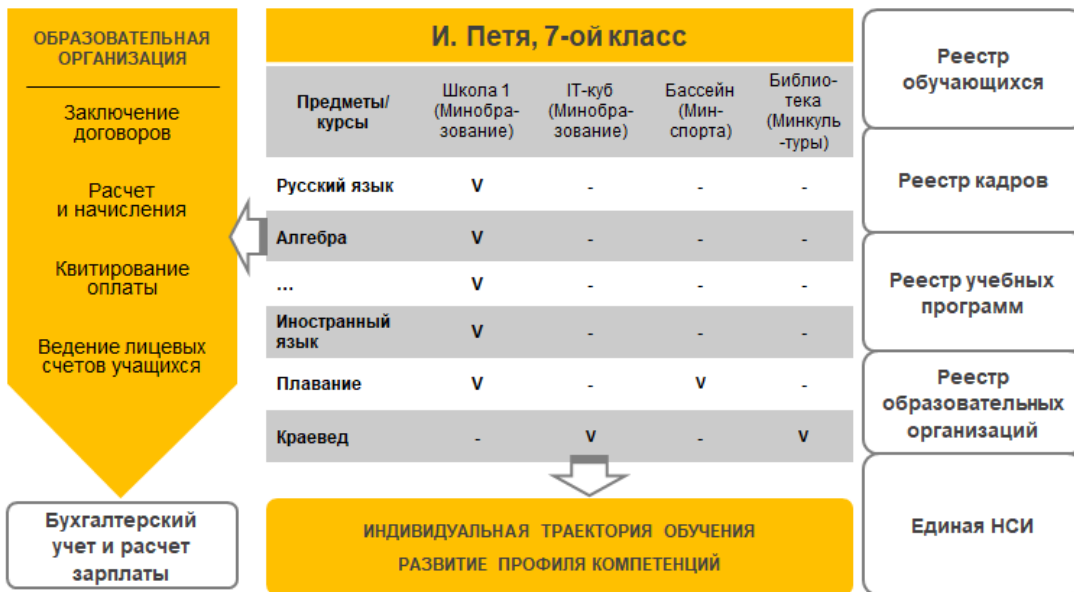 ОБРАЗОВАТЕЛЬНАЯ
ОРГАНИЗАЦИЯ
Заключение
договоров
Расчет
и начисления
Квитирование
оплаты
Ведение лицевых
счетов учащихся
Бухгалтерский
учет и расчет
зарплаты
И. Петя, 7-ой класс
Предметы/
курсы
Школа 1
(Минобра-
зование)
IT-куб
(Минобра-
зование)
Бассейн
(Мин-
спорта)
Библио-
тека
(Минкуль
-туры)
Русский язык V - - -
Алгебра V - - -
... V - - -
Иностранный
язык V - - -
Плавание V - V -
Краевед - V - V
ИНДИВИДУАЛЬНАЯ ТРАЕКТОРИЯ ОБУЧЕНИЯ
РАЗВИТИЕ ПРОФИЛЯ КОМПЕТЕНЦИЙ
Реестр
обучающихся
Реестр кадров
Реестр учебных
программ
Реестр
образовательных
организаций
Единая НСИ